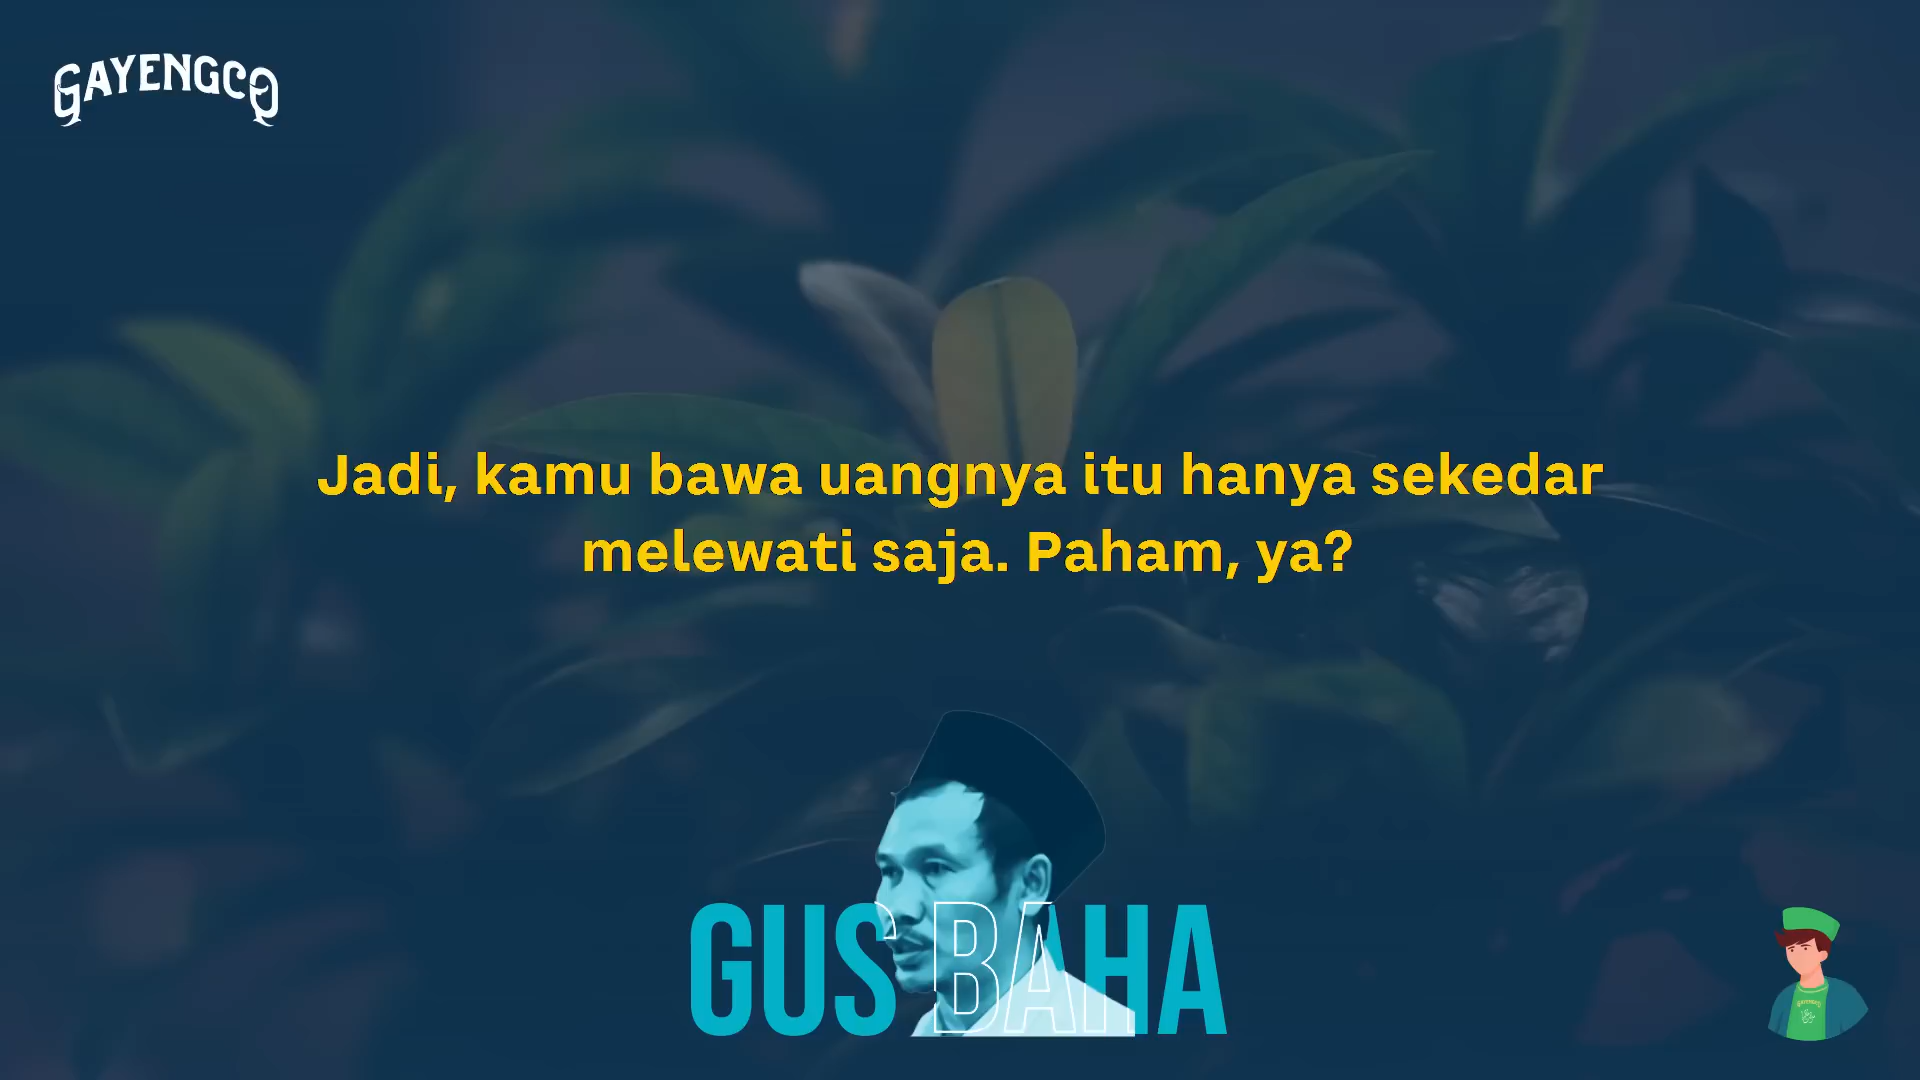 GAYENGCO
Jadi, kamu bawa uangnya itu hanya sekedar
melewati saja. Paham, ya?
GUS BAHA